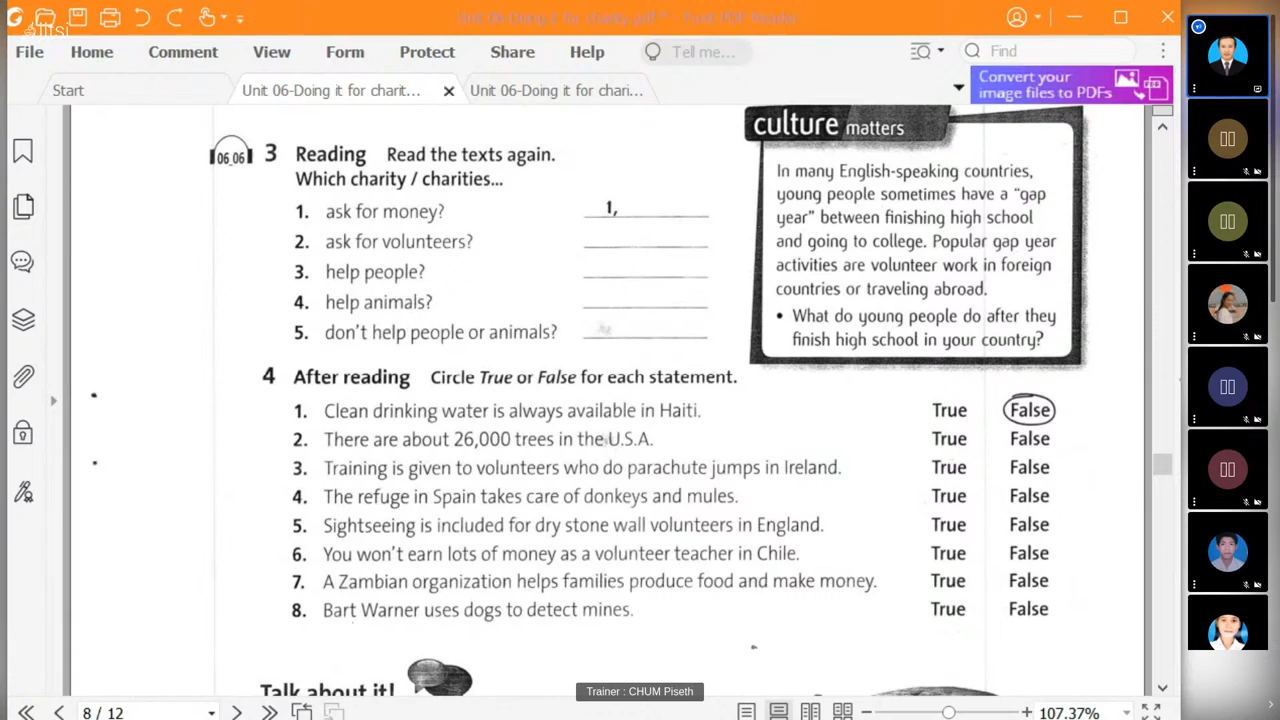 Unit 06-Doing it for charity.pdf * - Foxit PDF Reader
jitsi
File Home Comment View Form Protect Share Help Tell me... Find
Start
Unit 06-Doing it for charit...
Unit 06-Doing it for chari...
Convert your
image files to PDFs
06_06
3 Reading Read the texts again.
Which charity / charities...
1. ask for money? 1,
2. ask for volunteers?
3. help people?
4. help animals?
5. don't help people or animals?
culture matters
In many English-speaking countries,
young people sometimes have a "gap
year" between finishing high school
and going to college. Popular gap year
activities are volunteer work in foreign
countries or traveling abroad.
• What do young people do after they
finish high school in your country?
4 After reading Circle True or False for each statement.
1. Clean drinking water is always available in Haiti. True False
2. There are about 26,000 trees in the U.S.A. True False
3. Training is given to volunteers who do parachute jumps in Ireland. True False
4. The refuge in Spain takes care of donkeys and mules. True False
5. Sightseeing is included for dry stone wall volunteers in England. True False
6. You won't earn lots of money as a volunteer teacher in Chile. True False
7. A Zambian organization helps families produce food and make money. True False
8. Bart Warner uses dogs to detect mines. True False
Talk about it!
Trainer : CHUM Piseth
8 / 12
107.37%